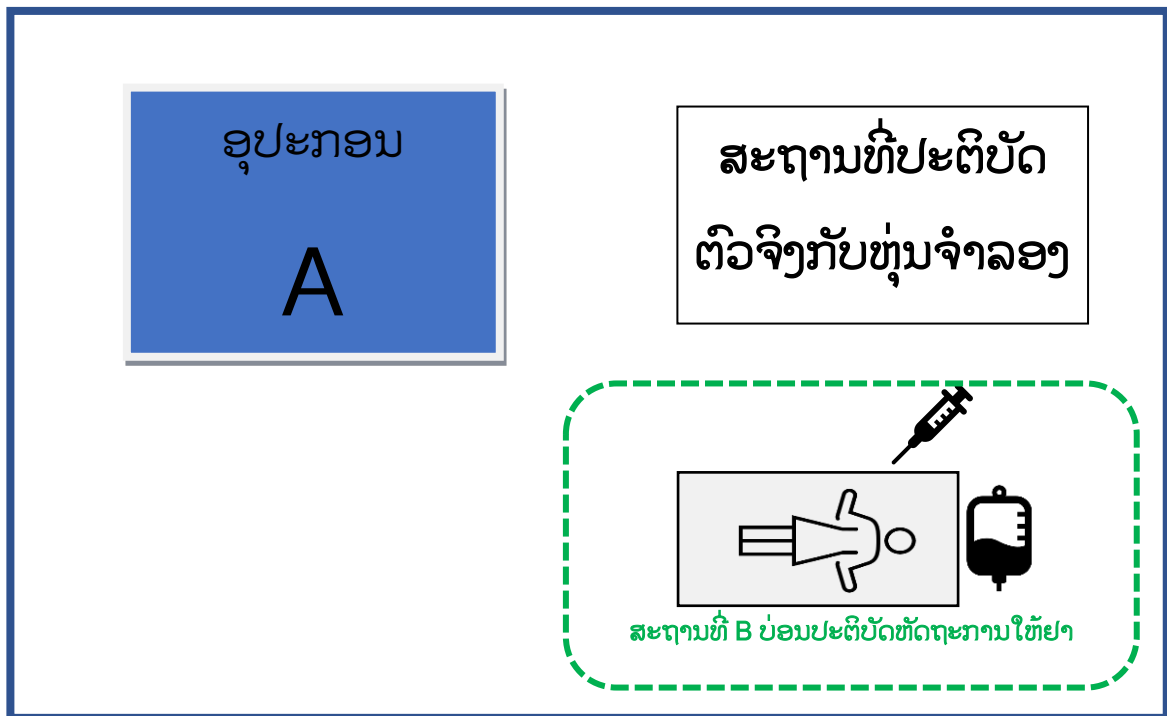 ອຸປະກອນ
A
ສະຖານທີ່ປະຕິບັດ
ຕົວຈິງກັບຫຸ່ນຈຳລອງ
ສະຖານທີ່ B ບ່ອນປະຕິບັດຫັດຖະການໃຫ້ຢາ